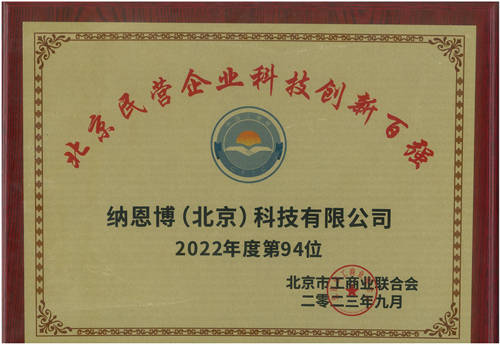 北京民营企业科技创新百强
纳恩博（北京）科技有限公司
2022年度第94位
北京市工商业联合会
二零二三年九月